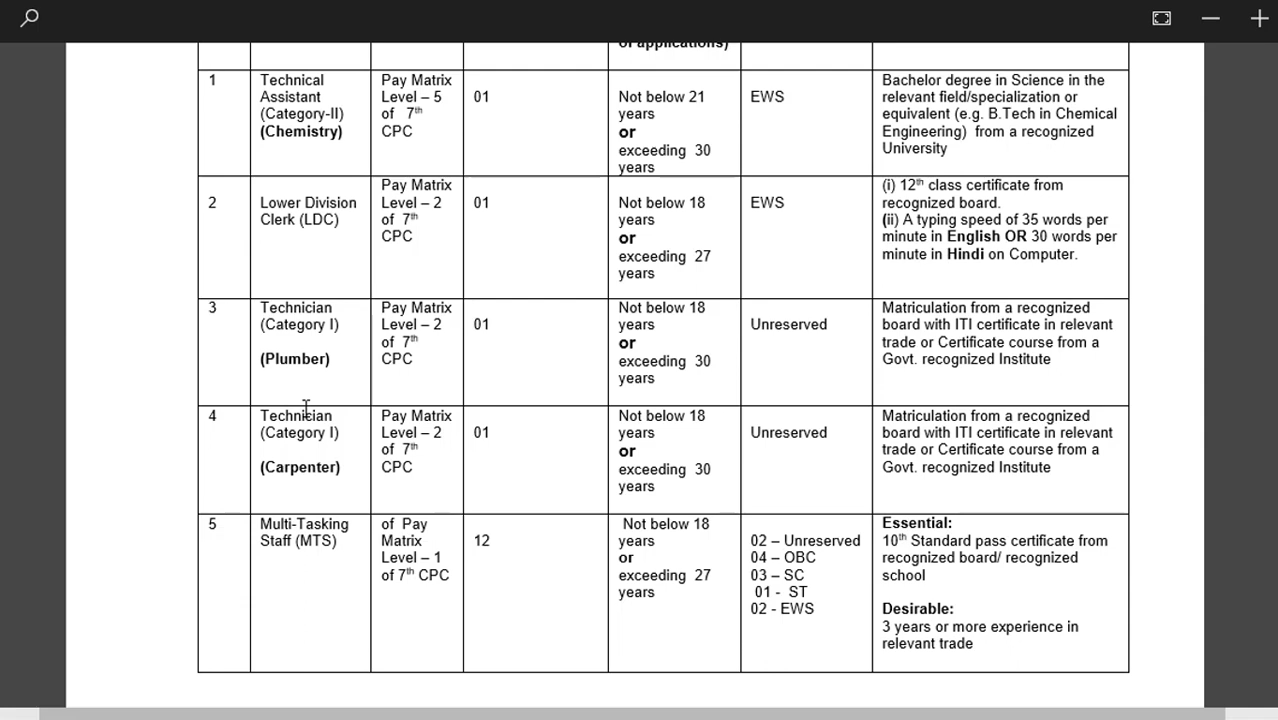 of applications)
1
Technical
Assistant
(Category-II)
(Chemistry)
Pay Matrix
Level – 5
of 7th
CPC
01
Not below 21
years
or
exceeding 30
years
EWS
Bachelor degree in Science in the
relevant field/specialization or
equivalent (e.g. B.Tech in Chemical
Engineering) from a recognized
University
2
Lower Division
Clerk (LDC)
Pay Matrix
Level – 2
of 7th
CPC
01
Not below 18
years
or
exceeding 27
years
EWS
(i) 12th class certificate from
recognized board.
(ii) A typing speed of 35 words per
minute in English OR 30 words per
minute in Hindi on Computer.
3
Technician
(Category I)
(Plumber)
Pay Matrix
Level – 2
of 7th
CPC
01
Not below 18
years
or
exceeding 30
years
Unreserved
Matriculation from a recognized
board with ITI certificate in relevant
trade or Certificate course from a
Govt. recognized Institute
4
Technician
(Category I)
(Carpenter)
Pay Matrix
Level – 2
of 7th
CPC
01
Not below 18
years
or
exceeding 30
years
Unreserved
Matriculation from a recognized
board with ITI certificate in relevant
trade or Certificate course from a
Govt. recognized Institute
5
Multi-Tasking
Staff (MTS)
of Pay
Matrix
Level – 1
of 7th CPC
12
Not below 18
years
or
exceeding 27
years
02 – Unreserved
04 – OBC
03 – SC
01 - ST
02 - EWS
Essential:
10th Standard pass certificate from
recognized board/ recognized
school
Desirable:
3 years or more experience in
relevant trade